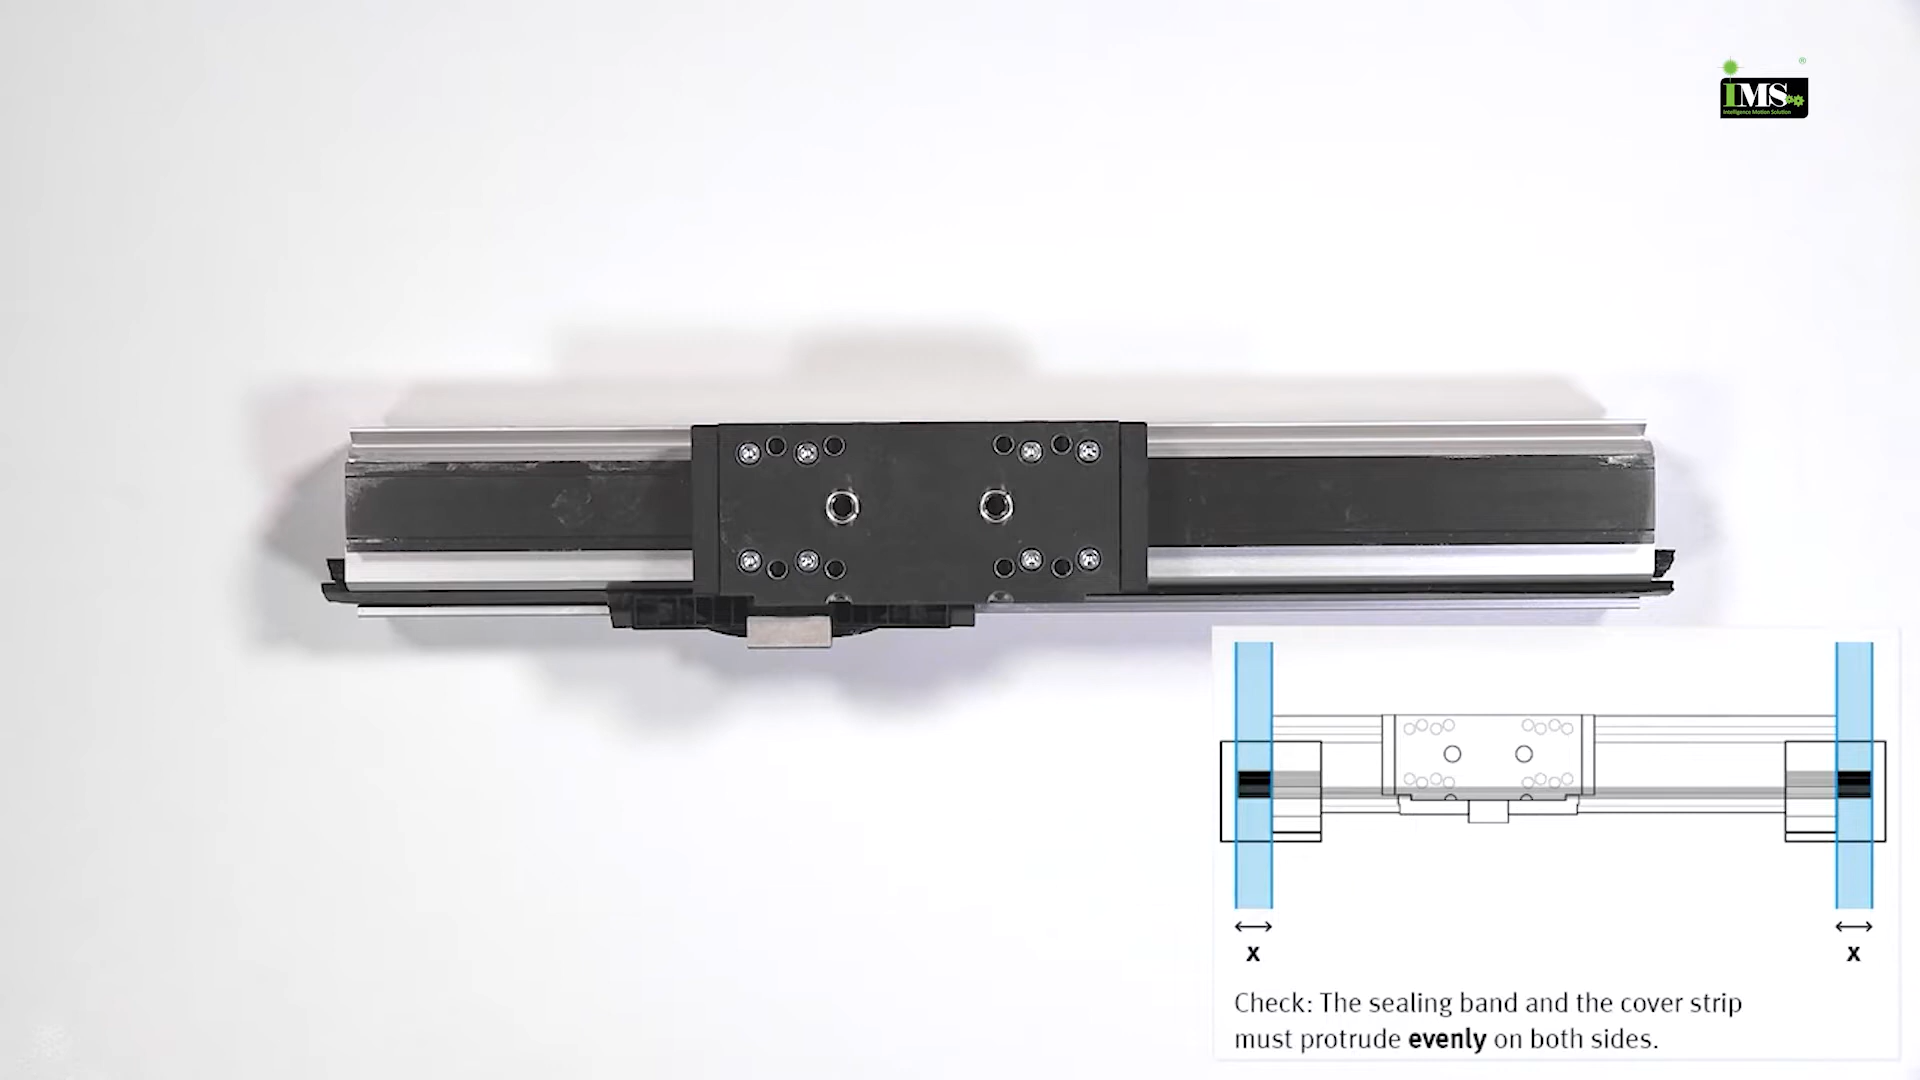 ®
IMS
Intelligence Motion Solution
x x
Check: The sealing band and the cover strip
must protrude evenly on both sides.